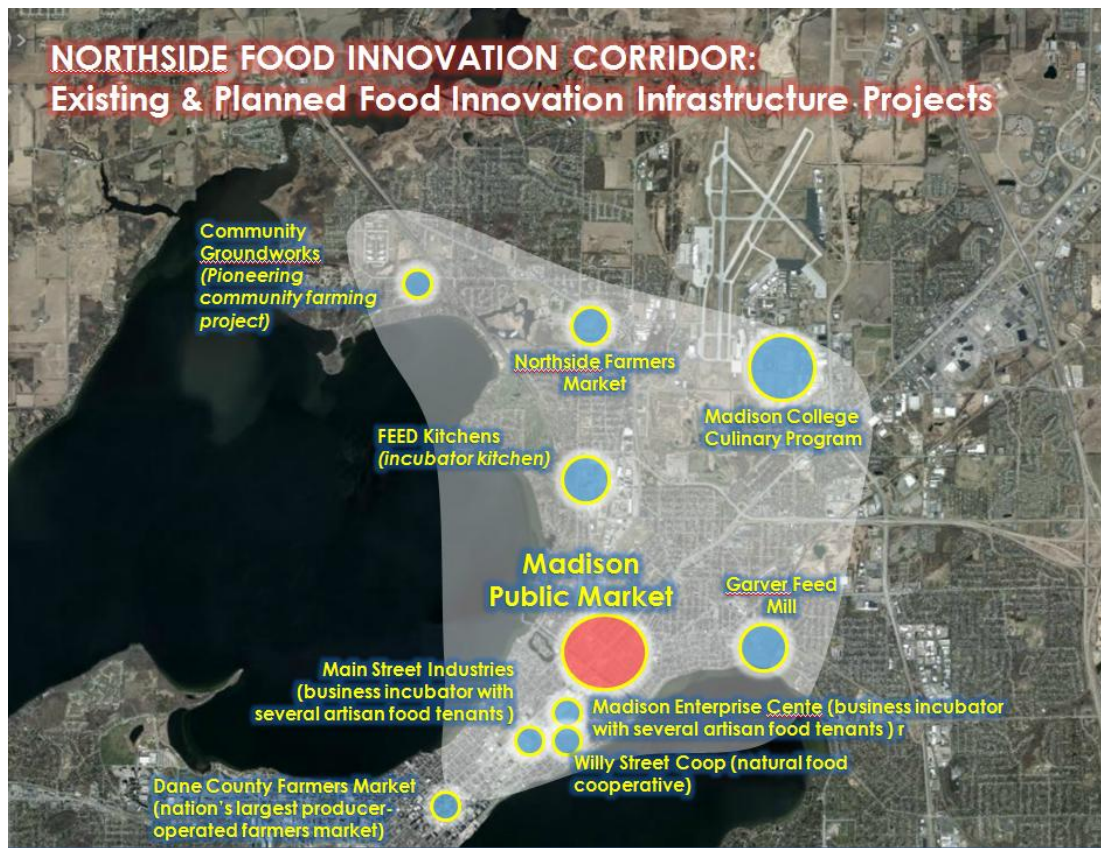 NORTHSIDE FOOD INNOVATION CORRIDOR:
Existing & Planned Food Innovation Infrastructure Projects
Community
Groundworks
(Pioneering
community farming
project)
Northside Farmers
Market
Madison College
Culinary Program
FEED Kitchens
(incubator kitchen)
Madison
Public Market
Garver Feed
Mill
Main Street Industries
(business incubator with
several artisan food tenants )
Madison Enterprise Cente (business incubator
with several artisan food tenants ) r
Willy Street Coop (natural food
cooperative)
Dane County Farmers Market
(nation's largest producer-
operated farmers market)